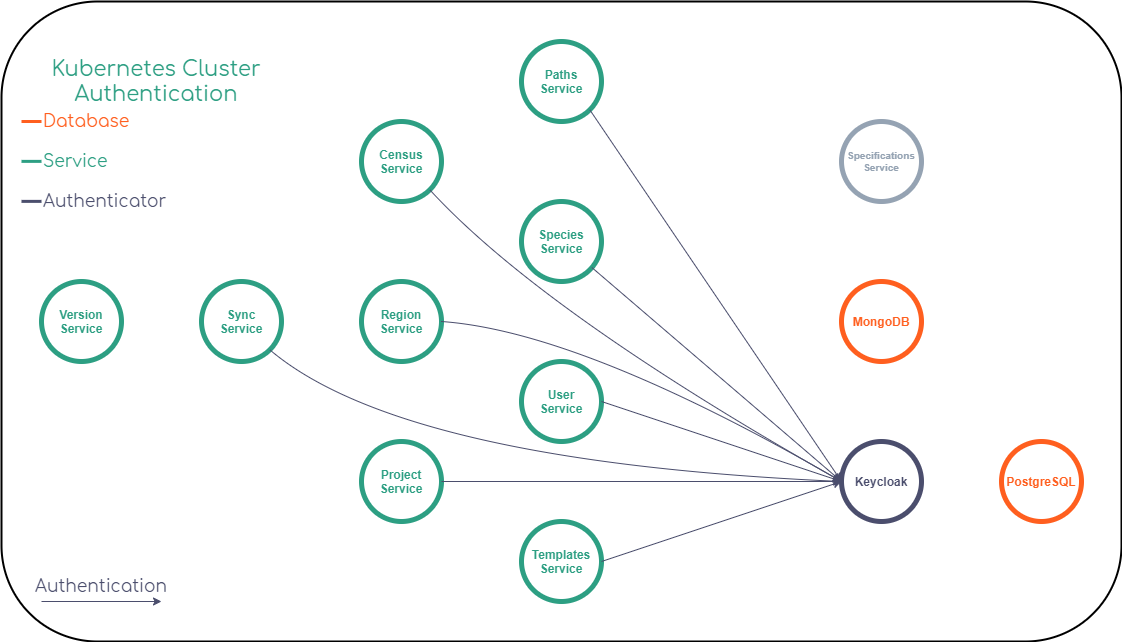 Kubernetes Cluster
Authentication
Database
Service
Authenticator
Paths
Service
Census
Service
Specifications
Service
Species
Service
Version
Service
Sync
Service
Region
Service
MongoDB
User
Service
Project
Service
Keycloak
PostgreSQL
Templates
Service
Authentication